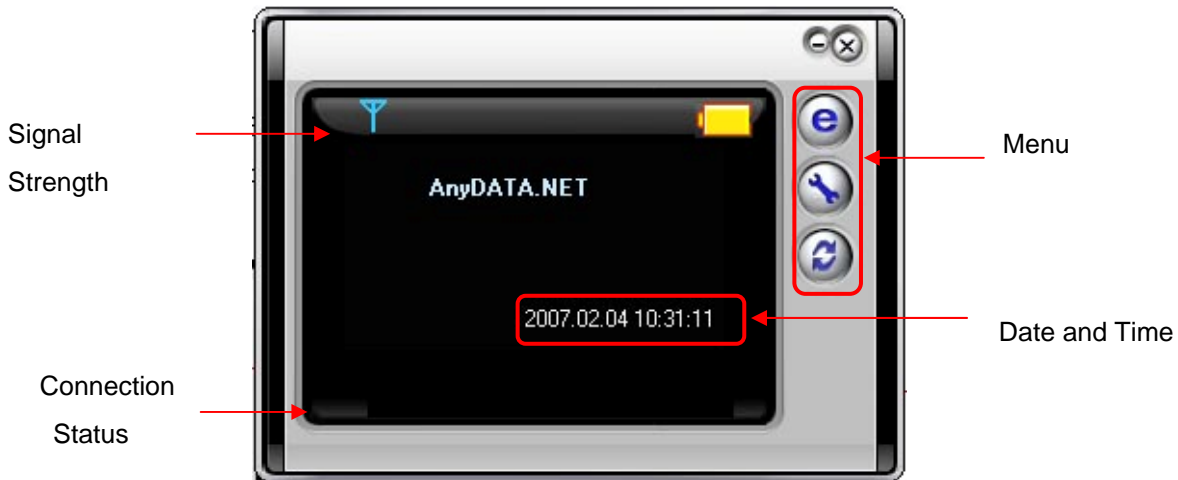 Signal
Strength
Menu
e
AnyDATA.NET
2007.02.04 10:31:11
Date and Time
Connection
Status